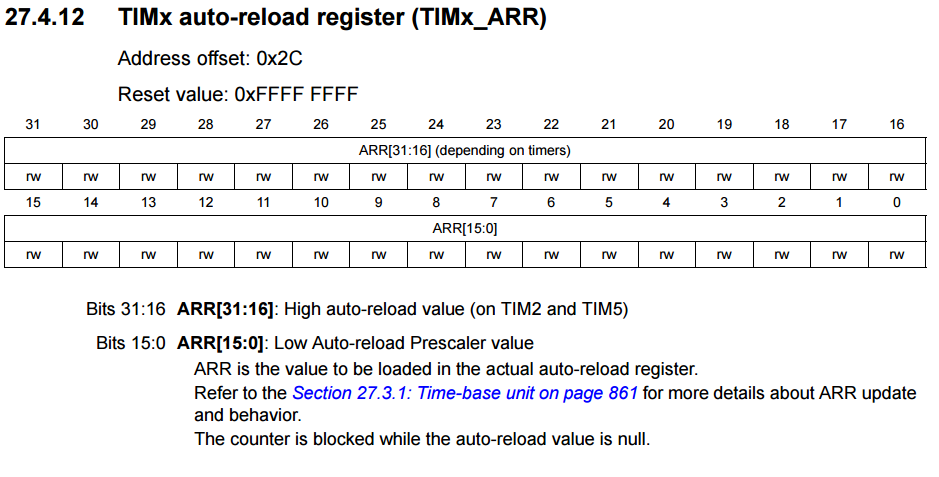 27.4.12 TIMx auto-reload register (TIMx_ARR)
Address offset: 0x2C
Reset value: 0xFFFF FFFF
31 30 29 28 27 26 25 24 23 22 21 20 19 18 17 16
ARR[31:16] (depending on timers)
rw rw rw rw rw rw rw rw rw rw rw rw rw rw rw rw
15 14 13 12 11 10 9 8 7 6 5 4 3 2 1 0
ARR[15:0]
rw rw rw rw rw rw rw rw rw rw rw rw rw rw rw rw
Bits 31:16 ARR[31:16]: High auto-reload value (on TIM2 and TIM5)
Bits 15:0 ARR[15:0]: Low Auto-reload Prescaler value
ARR is the value to be loaded in the actual auto-reload register.
Refer to the Section 27.3.1: Time-base unit on page 861 for more details about ARR update
and behavior.
The counter is blocked while the auto-reload value is null.